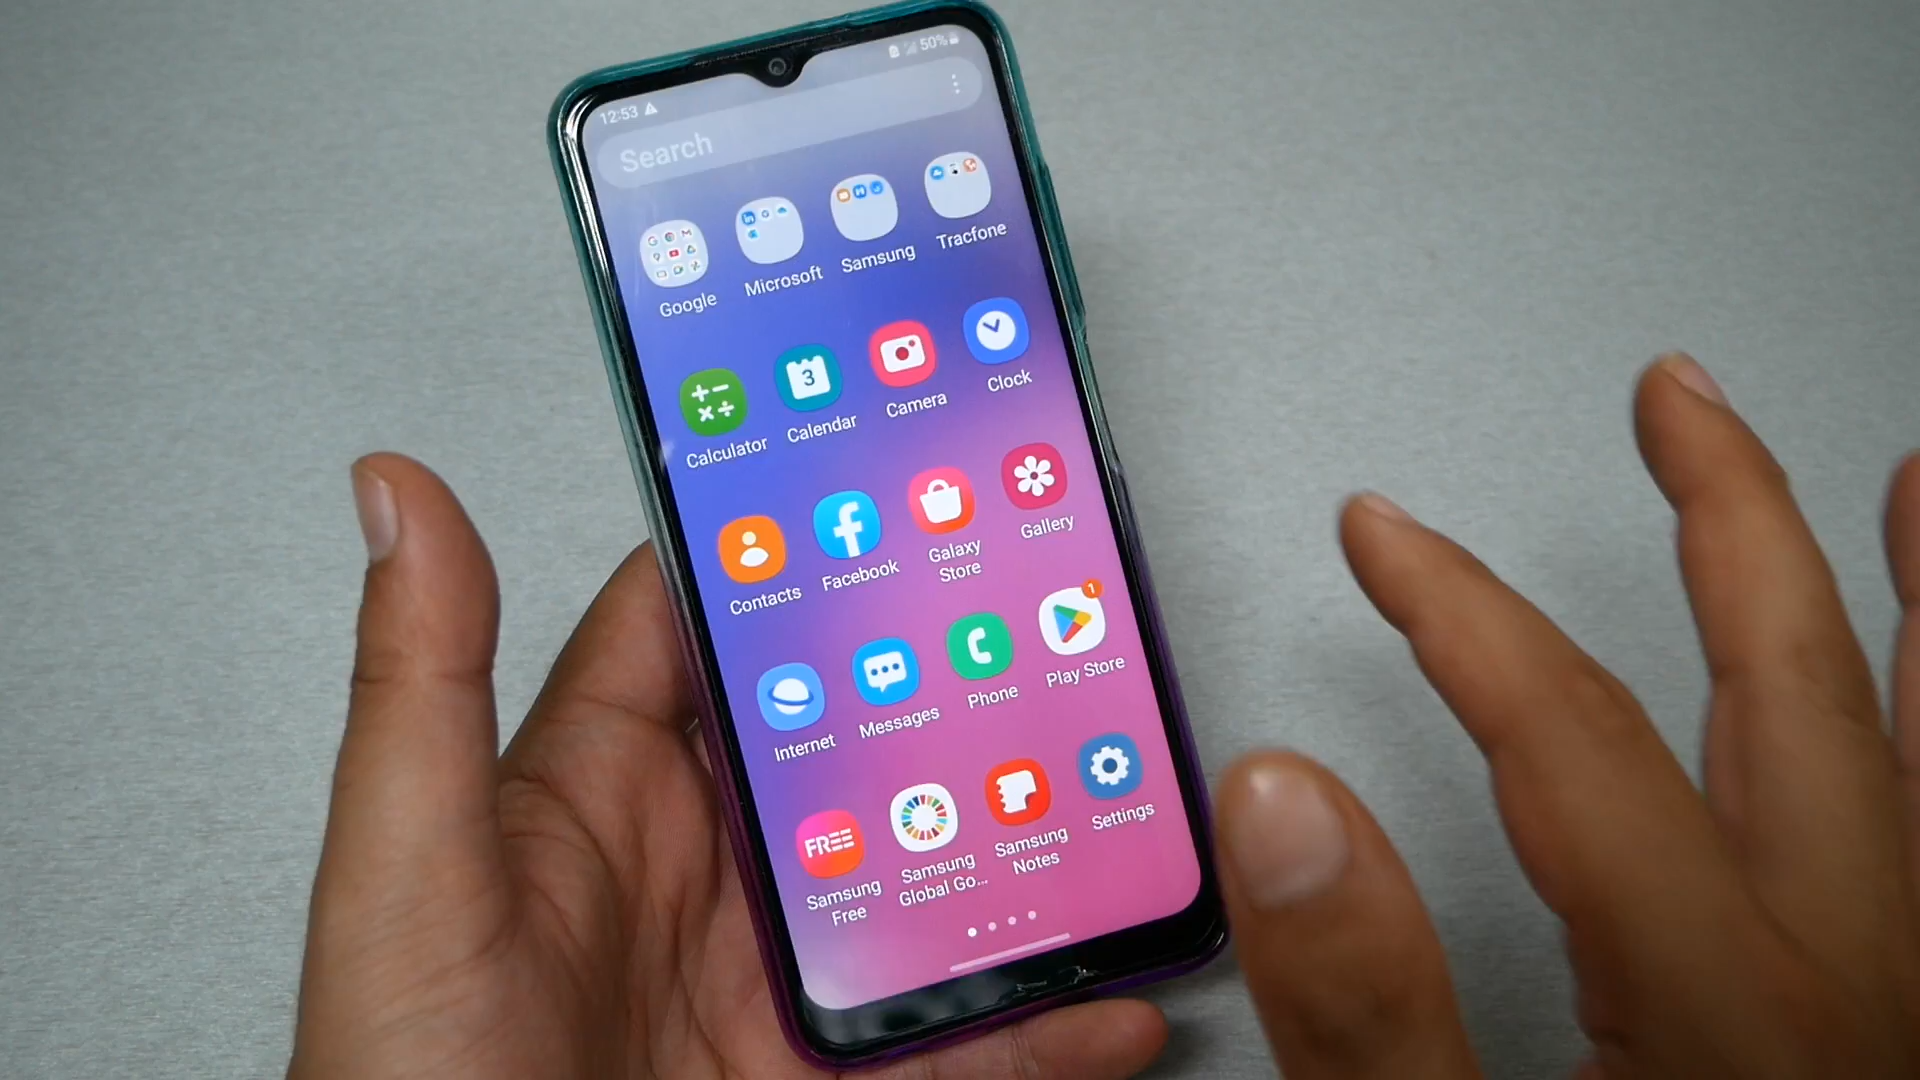 12:53
50%
Search
Google
Microsoft
Samsung
Tracfone
Calculator
3
Calendar
Camera
Clock
Contacts
Facebook
Galaxy
Store
Gallery
Internet
Messages
Phone
1
Play Store
FREE
Samsung
Free
Samsung
Global Go...
Samsung
Notes
Settings